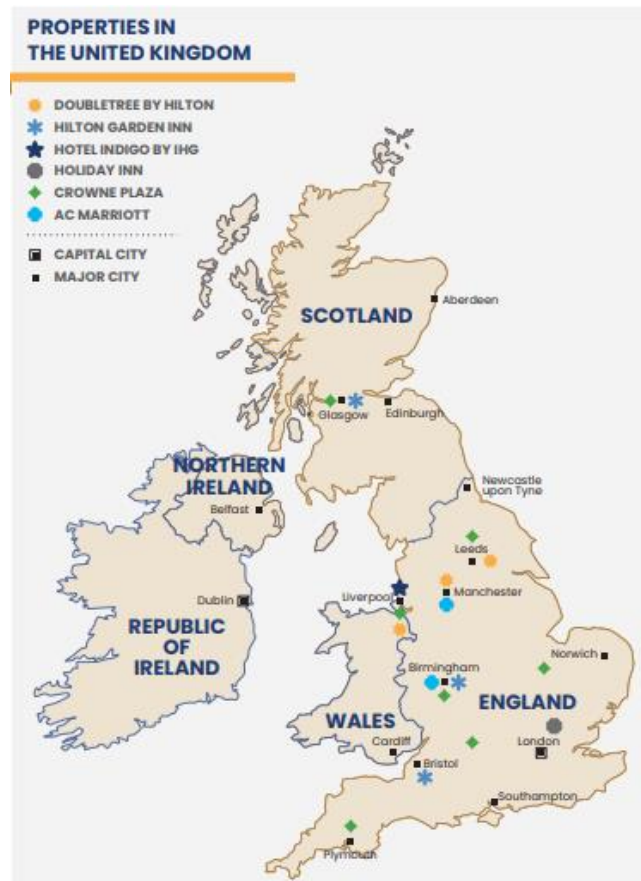 PROPERTIES IN
THE UNITED KINGDOM
DOUBLETREE BY HILTON
HILTON GARDEN INN
HOTEL INDIGO BY IHG
HOLIDAY INN
CROWNE PLAZA
AC MARRIOTT
CAPITAL CITY
MAJOR CITY
SCOTLAND
Aberdeen
Glasgow
Edinburgh
NORTHERN
IRELAND
Belfast
Newcastle
upon Tyne
Leeds
Manchester
Liverpool
Dublin
REPUBLIC
OF
IRELAND
Norwich
Birmingham
ENGLAND
WALES
Cardiff
London
Bristol
Southampton
Plymouth